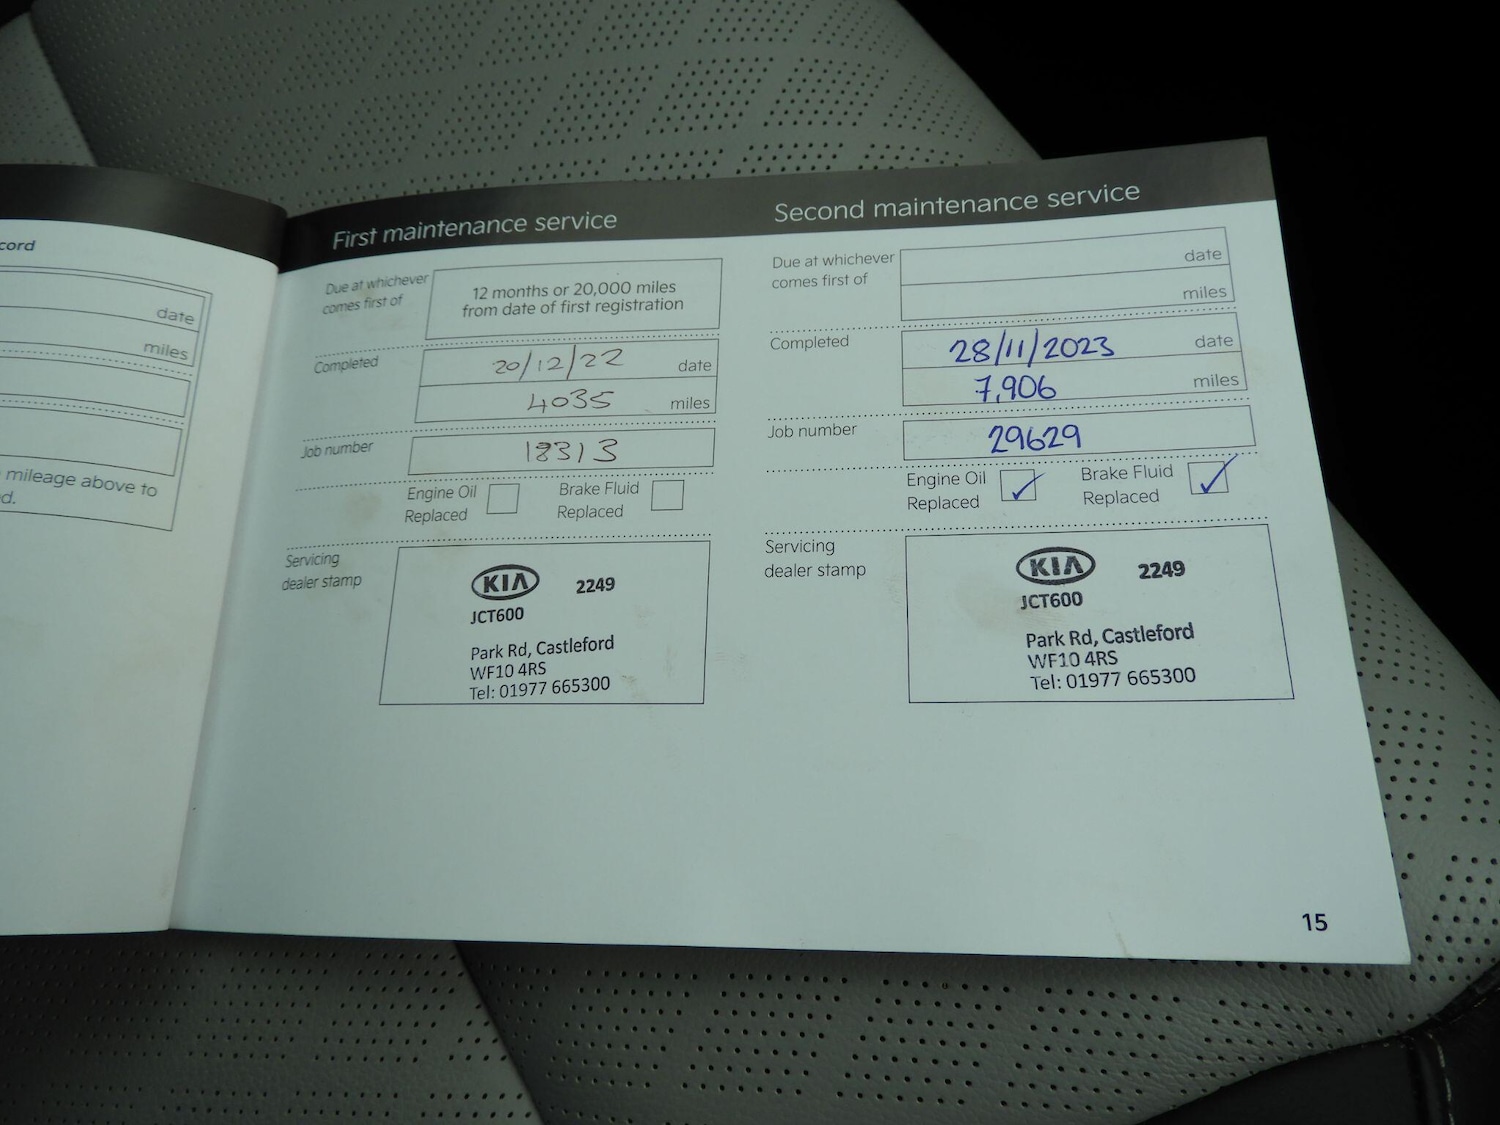 cord
date
miles
mileage above to
d.
First maintenance service
Due at whichever
comes first of
12 months or 20,000 miles
from date of first registration
Completed
20/12/22 date
4035 miles
Job number
18313
Engine Oil
Replaced
Brake Fluid
Replaced
Servicing
dealer stamp
KIA 2249
JCT600
Park Rd, Castleford
WF10 4RS
Tel: 01977 665300
Second maintenance service
Due at whichever
comes first of
date
miles
Completed
28/11/2023 date
7,906 miles
Job number
29629
Engine Oil
Replaced ✓
Brake Fluid
Replaced ✓
Servicing
dealer stamp
KIA 2249
JCT600
Park Rd, Castleford
WF10 4RS
Tel: 01977 665300
15